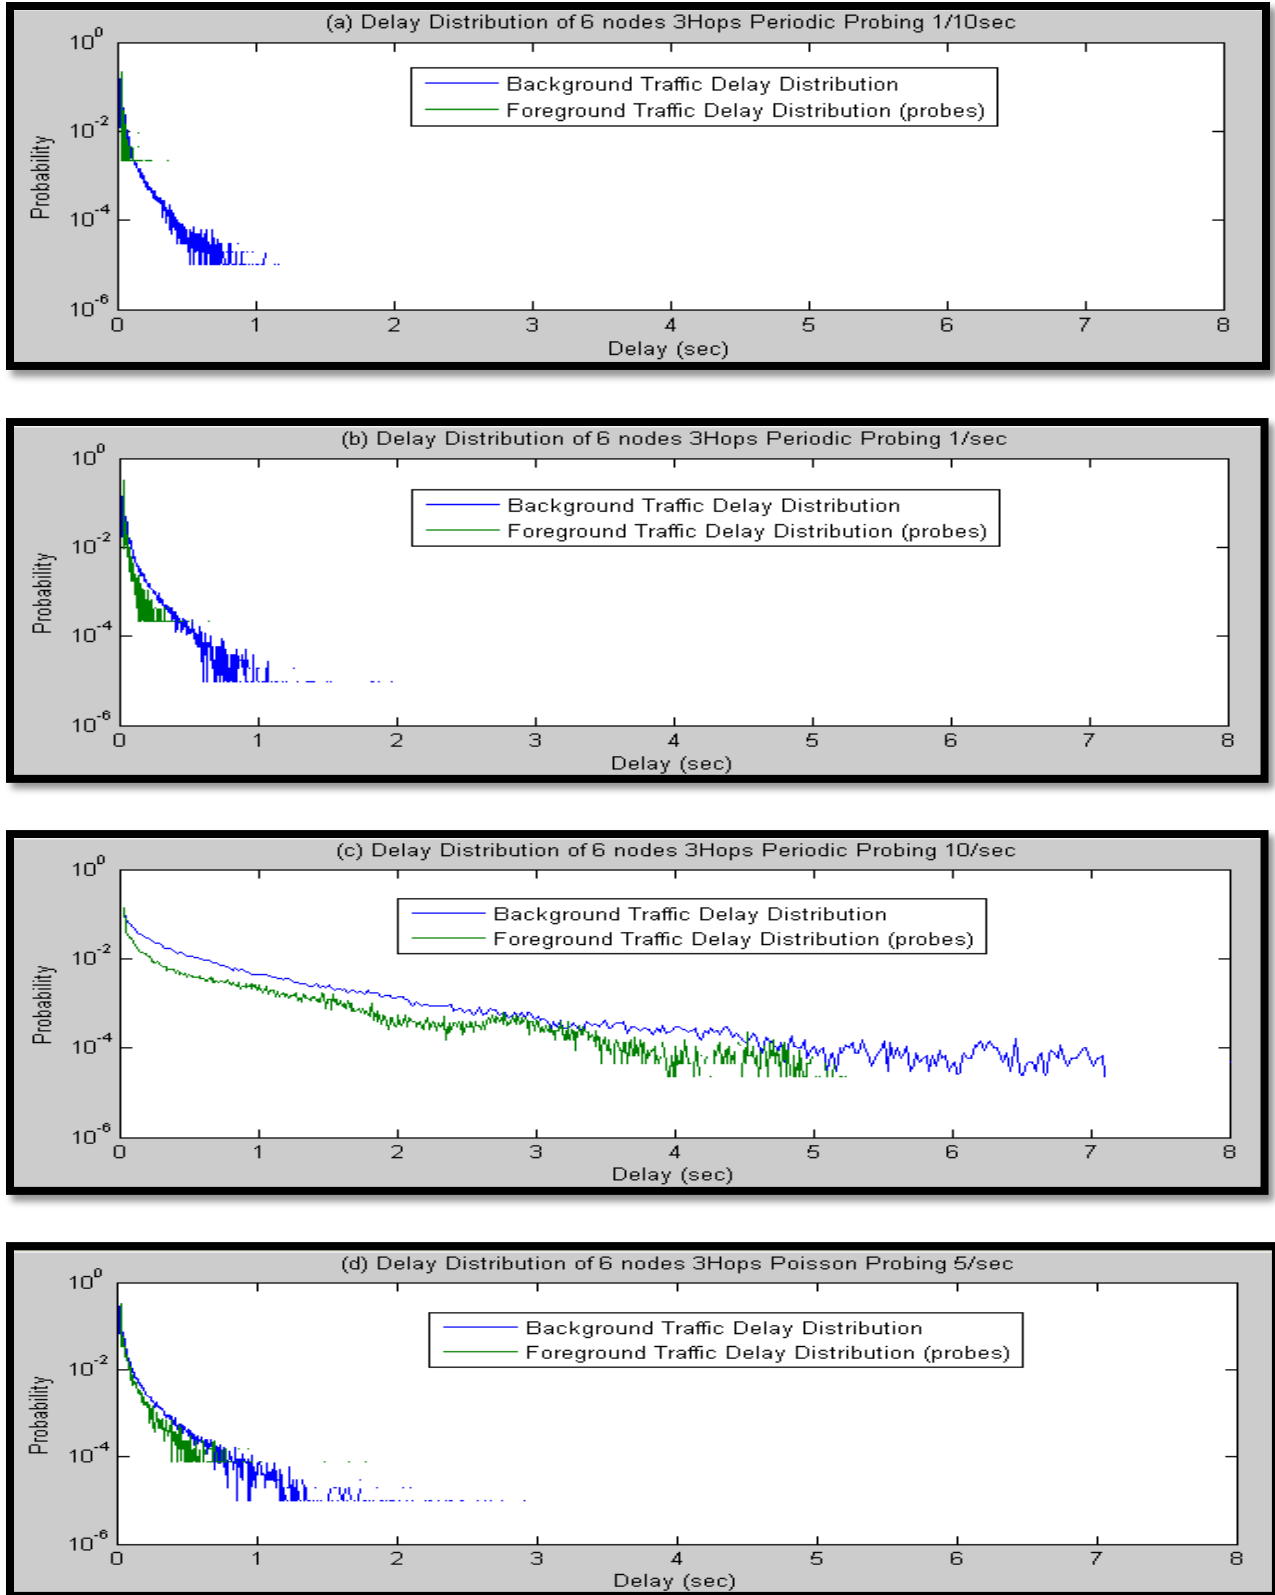 (a) Delay Distribution of 6 nodes 3Hops Periodic Probing 1/10sec
Background Traffic Delay Distribution
Foreground Traffic Delay Distribution (probes)
Probability
10^0
10^-2
10^-4
10^-6
0 1 2 3 4 5 6 7 8
Delay (sec)
(b) Delay Distribution of 6 nodes 3Hops Periodic Probing 1/sec
Background Traffic Delay Distribution
Foreground Traffic Delay Distribution (probes)
Probability
10^0
10^-2
10^-4
10^-6
0 1 2 3 4 5 6 7 8
Delay (sec)
(c) Delay Distribution of 6 nodes 3Hops Periodic Probing 10/sec
Background Traffic Delay Distribution
Foreground Traffic Delay Distribution (probes)
Probability
10^0
10^-2
10^-4
10^-6
0 1 2 3 4 5 6 7 8
Delay (sec)
(d) Delay Distribution of 6 nodes 3Hops Poisson Probing 5/sec
Background Traffic Delay Distribution
Foreground Traffic Delay Distribution (probes)
Probability
10^0
10^-2
10^-4
10^-6
0 1 2 3 4 5 6 7 8
Delay (sec)